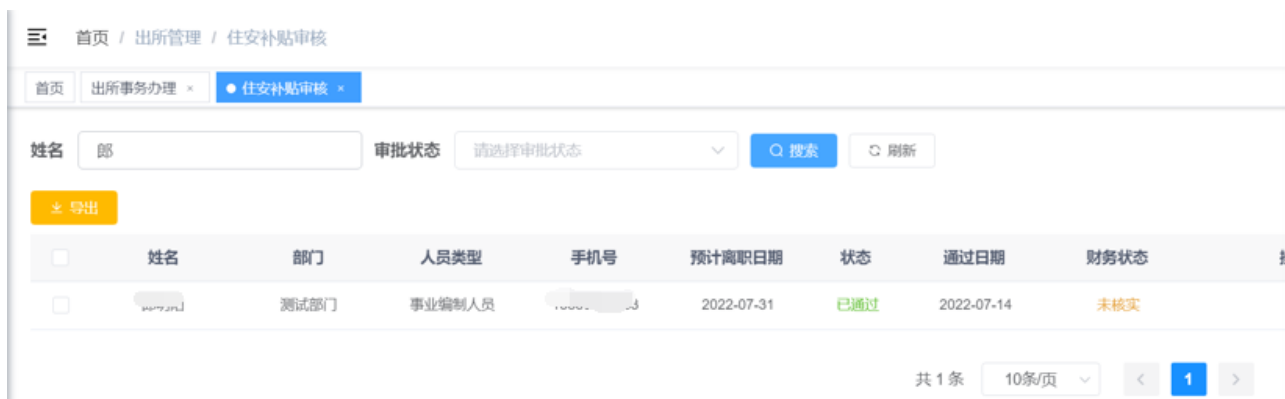 首页 / 出所管理 / 住安补贴审核
首页 出所事务办理 × 住安补贴审核 ×
姓名 郎 审批状态 请选择审批状态 搜索 刷新
导出
姓名 部门 人员类型 手机号 预计离职日期 状态 通过日期 财务状态
测试部门 事业编制人员 2022-07-31 已通过 2022-07-14 未核实
共 1 条 10条/页 < 1 >